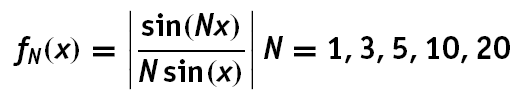 f_N(x) = |sin(Nx) / N sin(x)| N = 1, 3, 5, 10, 20